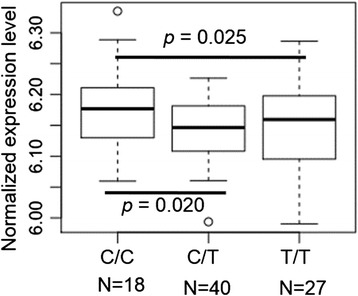 Normalized expression level
6.30
6.20
6.10
6.00
p = 0.025
p = 0.020
C/C
C/T
T/T
N=18
N=40
N=27